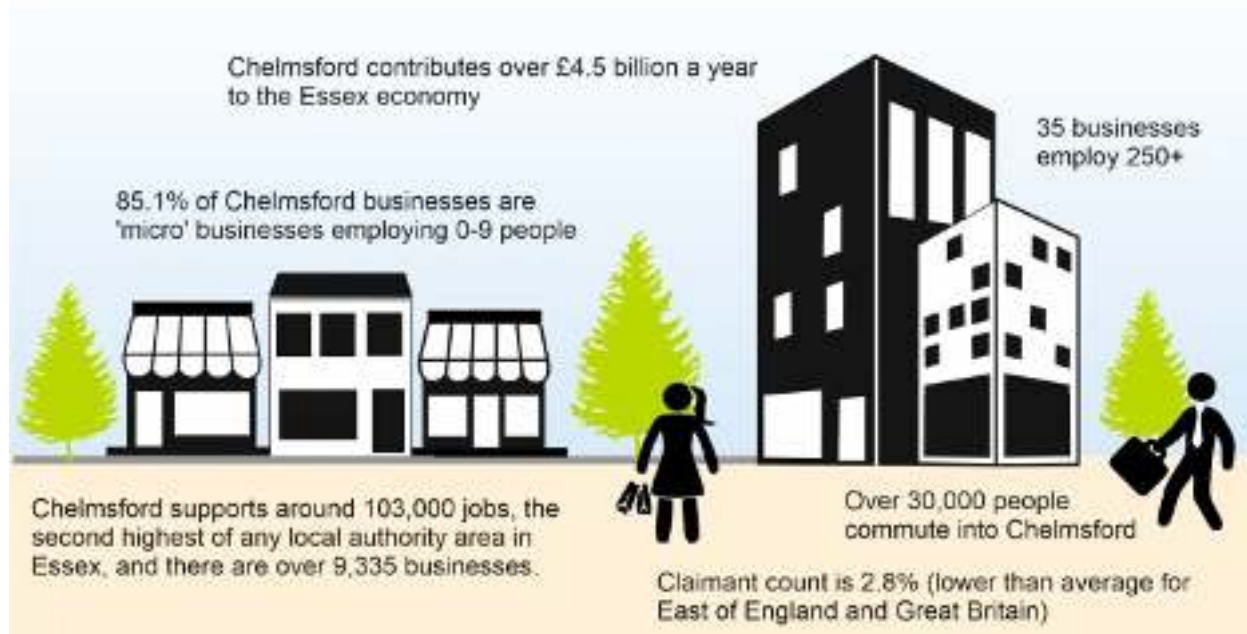 Chelmsford contributes over £4.5 billion a year
to the Essex economy
35 businesses
employ 250+
85.1% of Chelmsford businesses are
'micro' businesses employing 0-9 people
Chelmsford supports around 103,000 jobs, the
second highest of any local authority area in
Essex, and there are over 9,335 businesses.
Over 30,000 people
commute into Chelmsford
Claimant count is 2.8% (lower than average for
East of England and Great Britain)